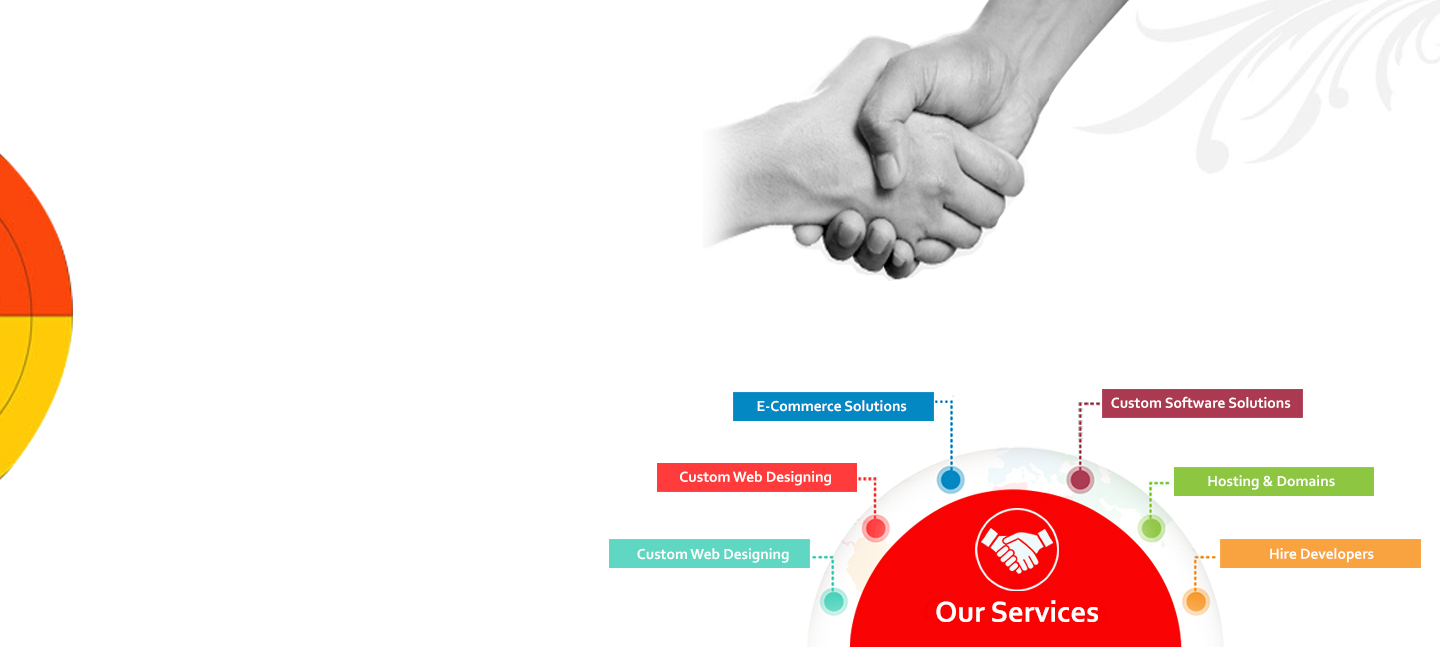 E-Commerce Solutions
Custom Software Solutions
Custom Web Designing
Hosting & Domains
Custom Web Designing
Hire Developers
Our Services